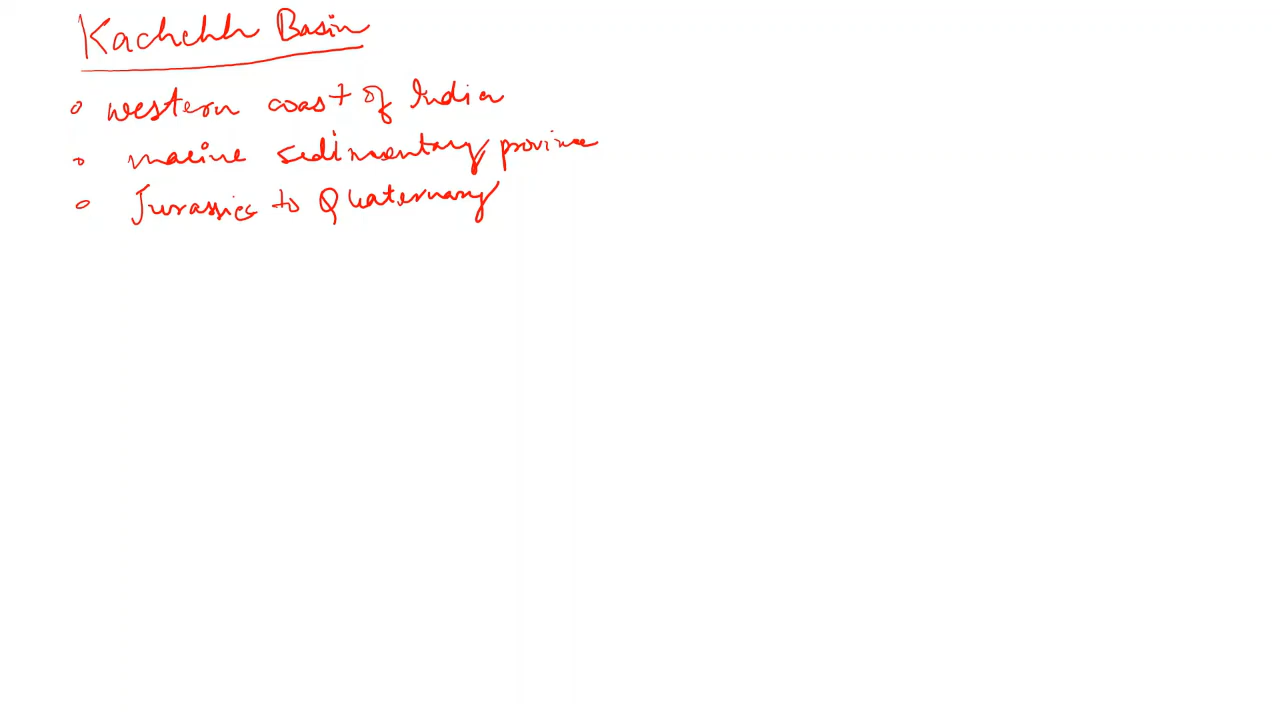 Kachchh Basin
western coast of India
marine sedimentary province
Jurassic to Quaternary